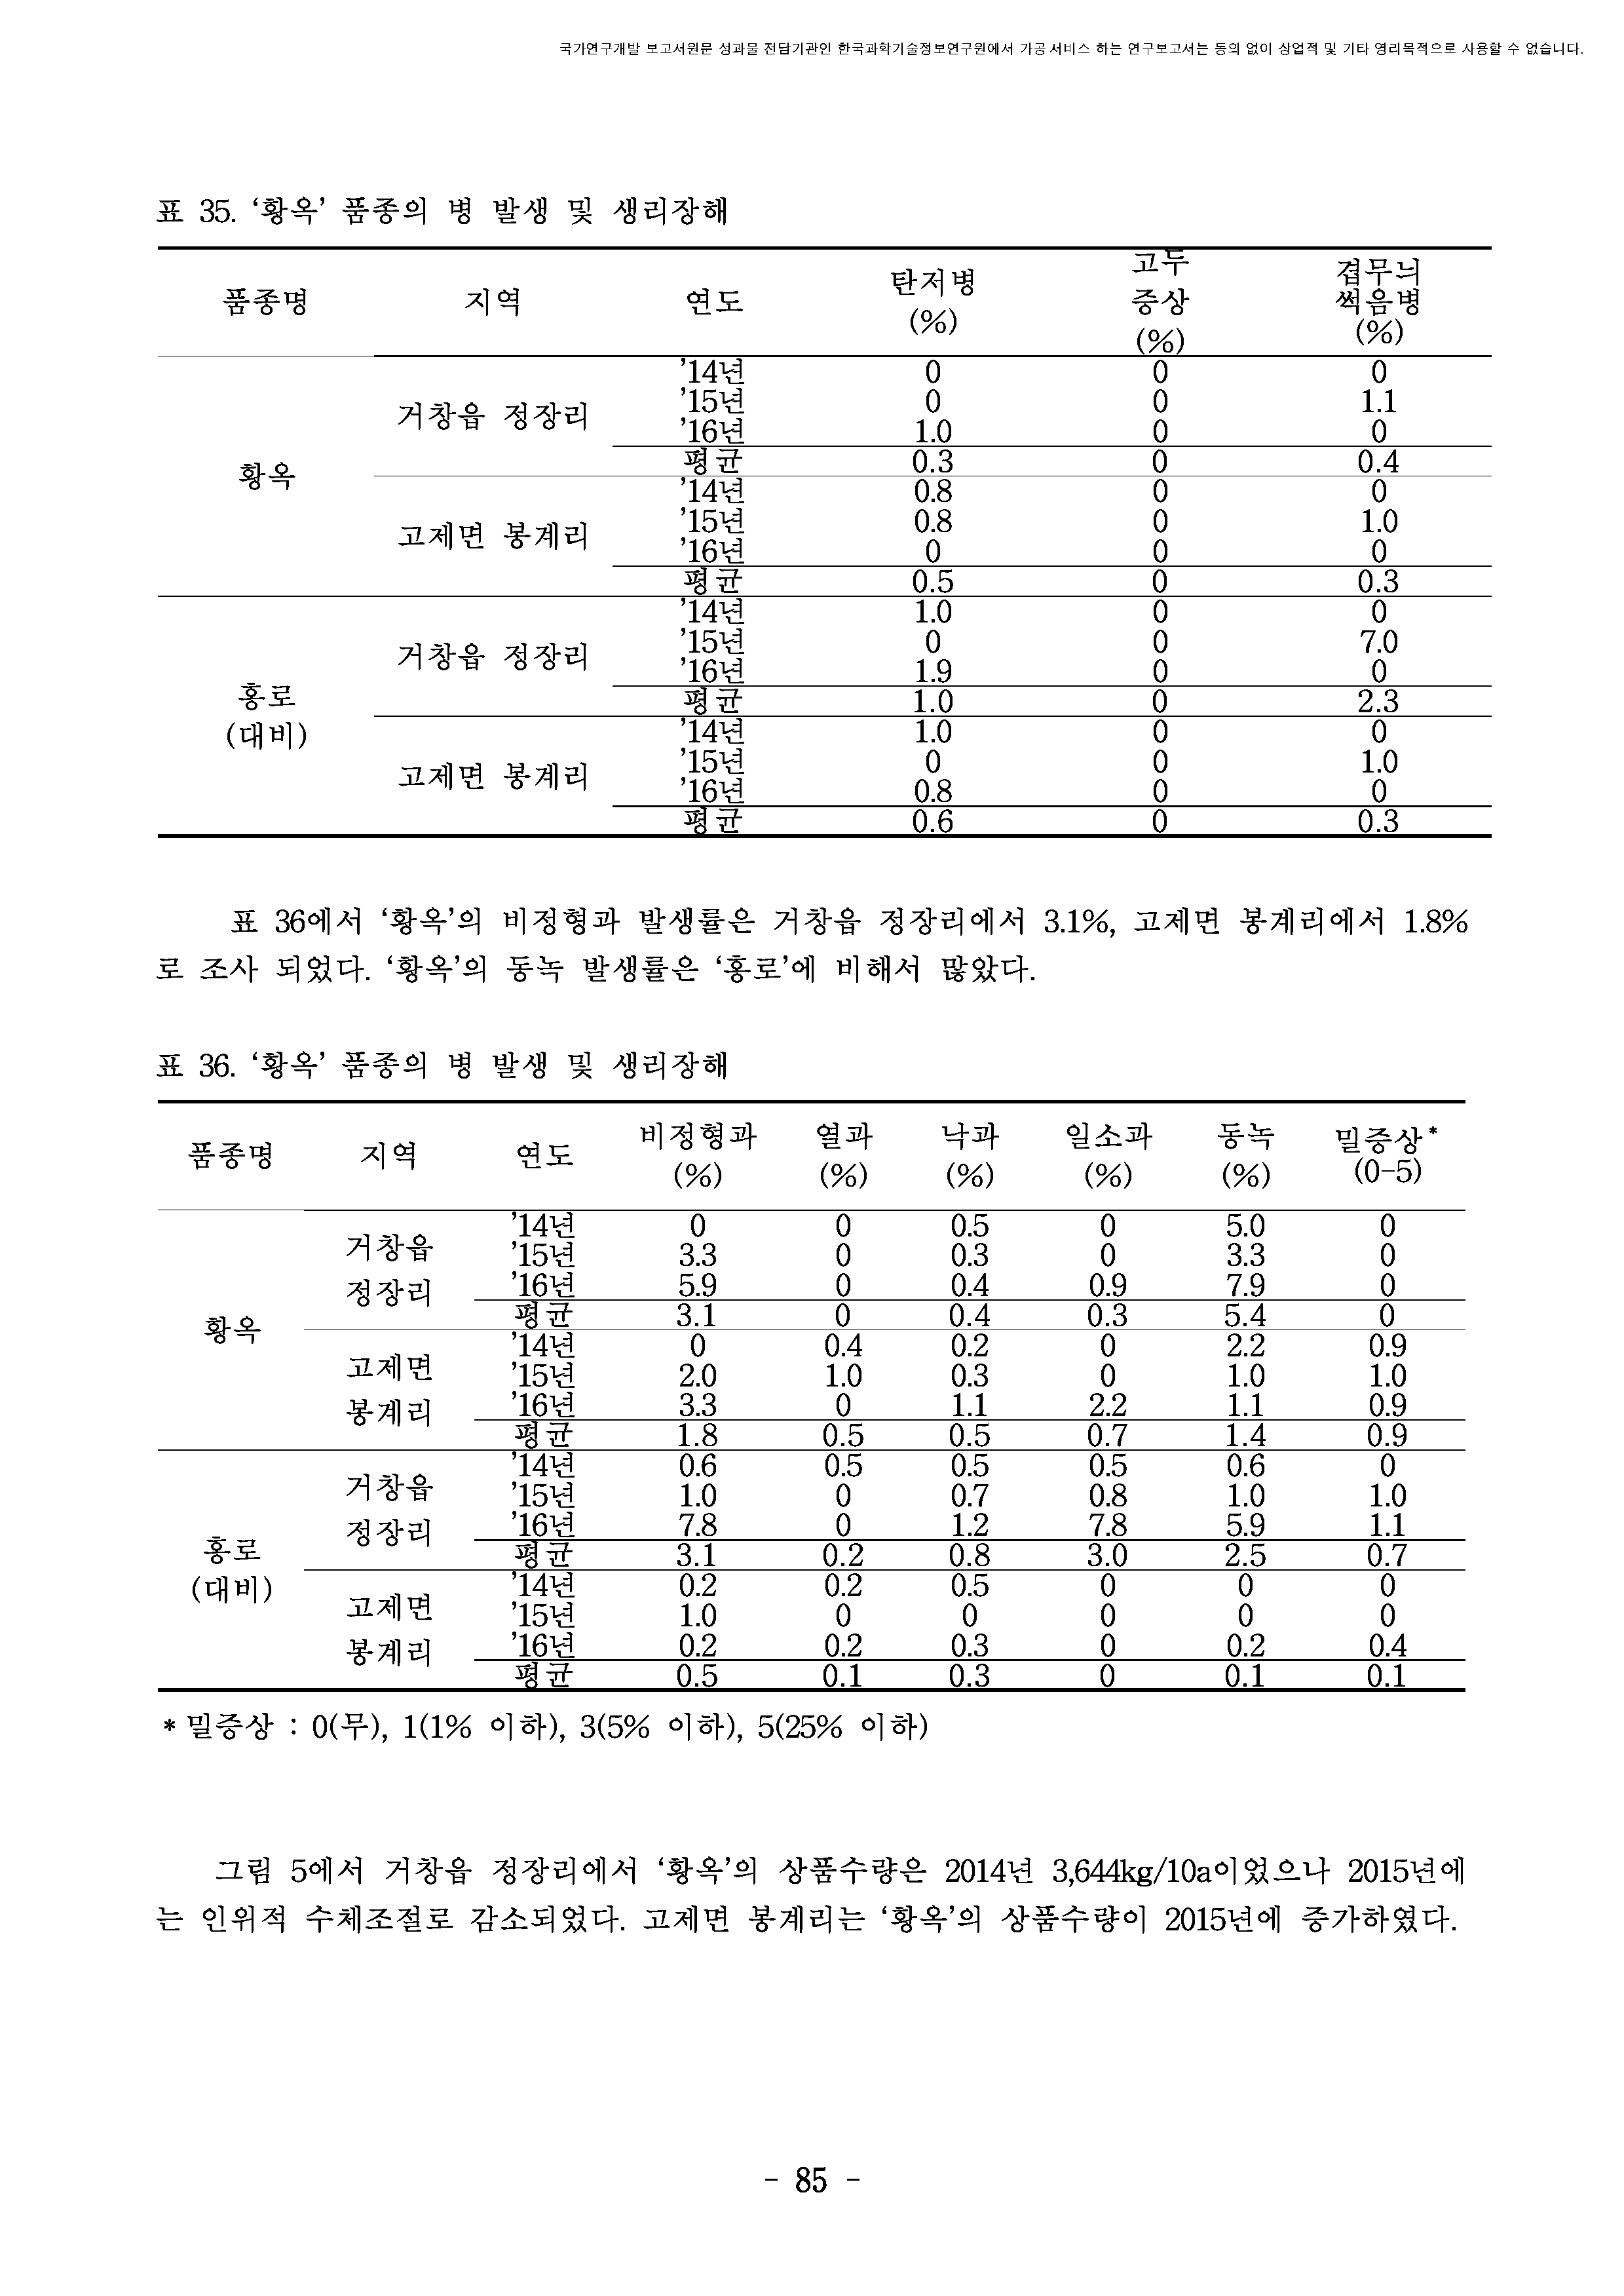 국가연구개발 보고서원문 성과물 전담기관인 한국과학기술정보연구원에서 가공·서비스 하는 연구보고서는 동의 없이 상업적 및 기타 영리목적으로 사용할 수 없습니다.
표 35. ‘황옥’ 품종의 병 발생 및 생리장해
품종명 지역 연도 탄저병 (%) 고두 증상 (%) 겹무늬 썩음병 (%)
황옥 거창읍 정장리 ’14년 0 0 0
’15년 0 0 1.1
’16년 1.0 0 0
평균 0.3 0 0.4
고제면 봉계리 ’14년 0.8 0 0
’15년 0.8 0 1.0
’16년 0 0 0
평균 0.5 0 0.3
홍로 (대비) 거창읍 정장리 ’14년 1.0 0 0
’15년 0 0 7.0
’16년 1.9 0 0
평균 1.0 0 2.3
고제면 봉계리 ’14년 1.0 0 0
’15년 0 0 1.0
’16년 0.8 0 0
평균 0.6 0 0.3
표 36에서 ‘황옥’의 비정형과 발생률은 거창읍 정장리에서 3.1%, 고제면 봉계리에서 1.8%
로 조사 되었다. ‘황옥’의 동녹 발생률은 ‘홍로’에 비해서 많았다.
표 36. ‘황옥’ 품종의 병 발생 및 생리장해
품종명 지역 연도 비정형과 (%) 열과 (%) 낙과 (%) 일소과 (%) 동녹 (%) 밀증상* (0-5)
황옥 거창읍 정장리 ’14년 0 0 0.5 0 5.0 0
’15년 3.3 0 0.3 0 3.3 0
’16년 5.9 0 0.4 0.9 7.9 0
평균 3.1 0 0.4 0.3 5.4 0
고제면 봉계리 ’14년 0 0.4 0.2 0 2.2 0.9
’15년 2.0 1.0 0.3 0 1.0 1.0
’16년 3.3 0 1.1 2.2 1.1 0.9
평균 1.8 0.5 0.5 0.7 1.4 0.9
홍로 (대비) 거창읍 정장리 ’14년 0.6 0.5 0.5 0.5 0.6 0
’15년 1.0 0 0.7 0.8 1.0 1.0
’16년 7.8 0 1.2 7.8 5.9 1.1
평균 3.1 0.2 0.8 3.0 2.5 0.7
고제면 봉계리 ’14년 0.2 0.2 0.5 0 0 0
’15년 1.0 0 0 0 0 0
’16년 0.2 0.2 0.3 0 0.2 0.4
평균 0.5 0.1 0.3 0 0.1 0.1
* 밀증상 : 0(무), 1(1% 이하), 3(5% 이하), 5(25% 이하)
그림 5에서 거창읍 정장리에서 ‘황옥’의 상품수량은 2014년 3,644kg/10a이었으나 2015년에
는 인위적 수체조절로 감소되었다. 고제면 봉계리는 ‘황옥’의 상품수량이 2015년에 증가하였다.
- 85 -